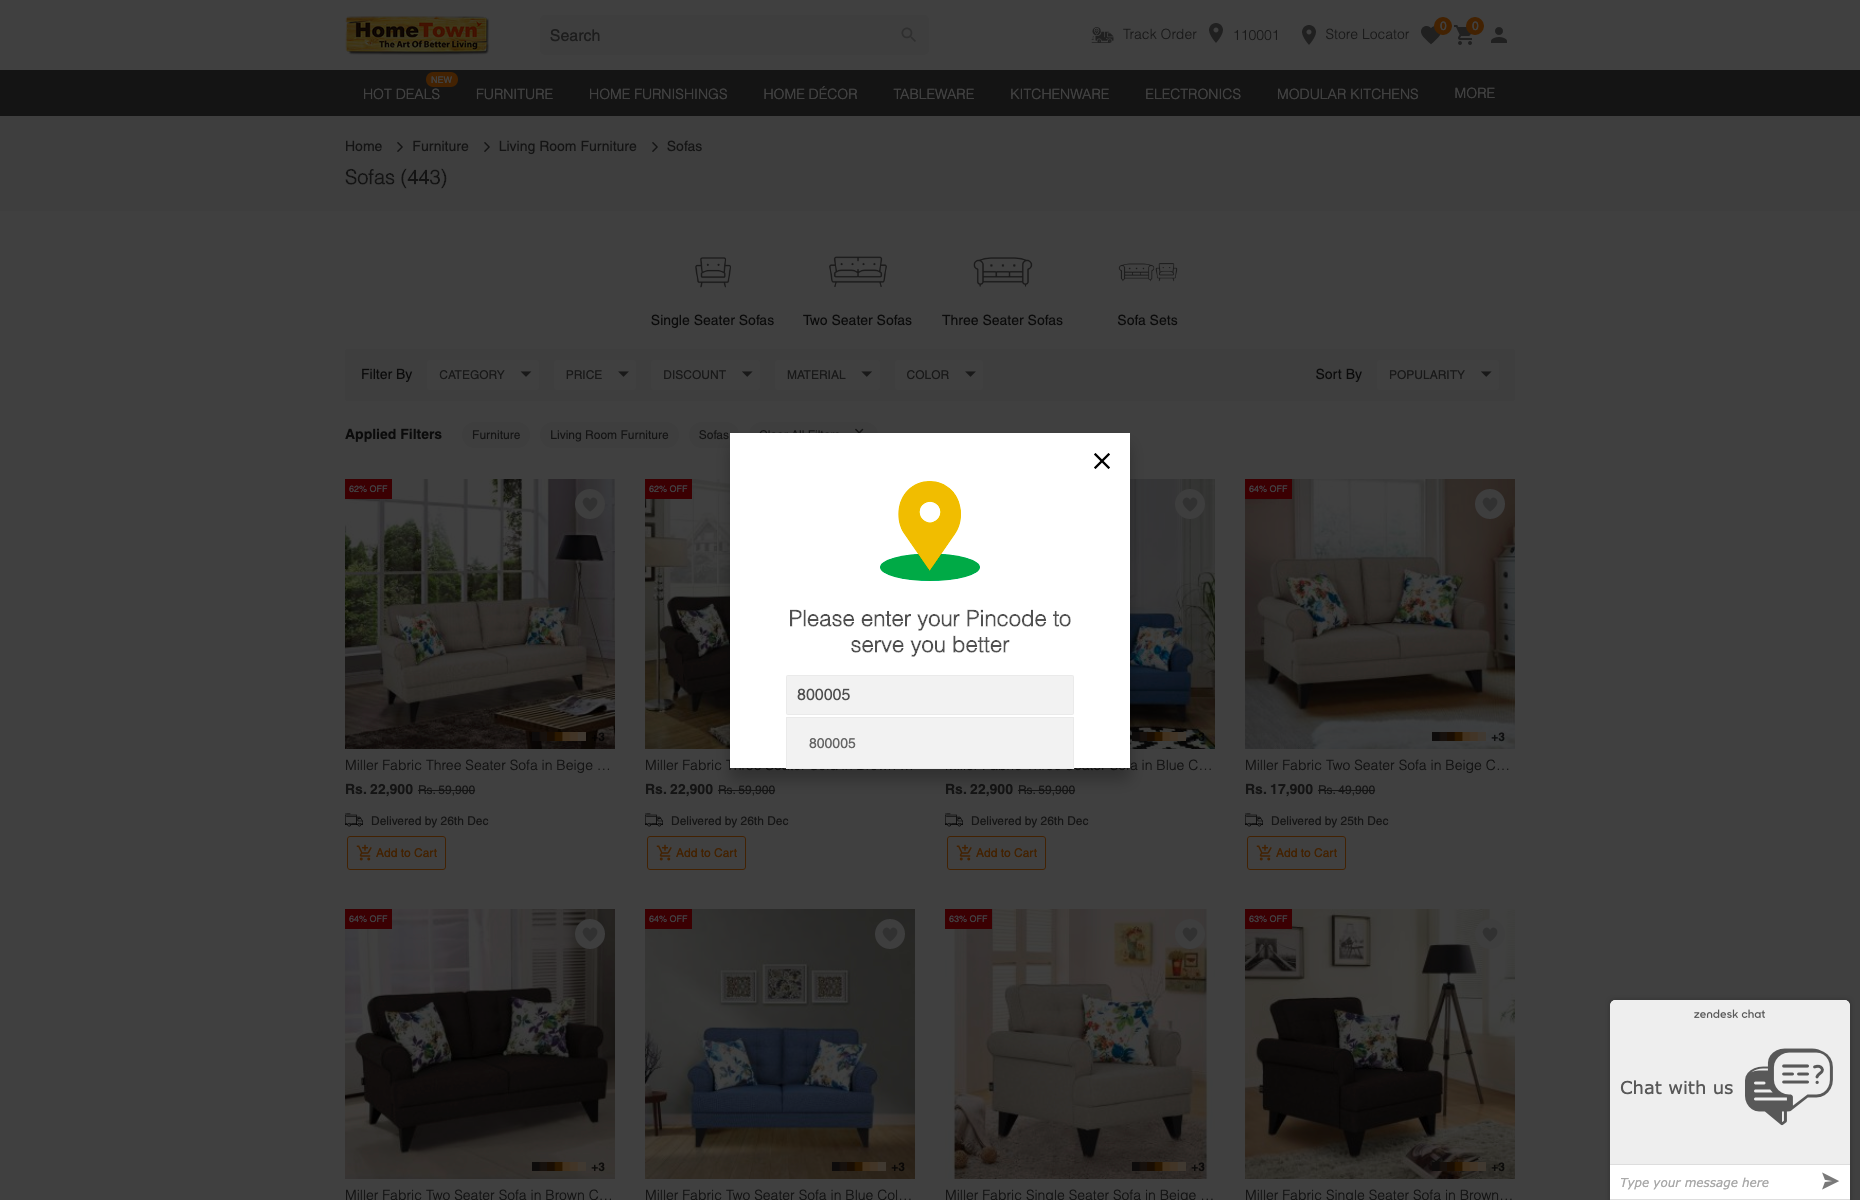 HomeTown
The Art Of Better Living
Search
Track Order
110001
Store Locator
0
0
HOT DEALS
NEW
FURNITURE
HOME FURNISHINGS
HOME DÉCOR
TABLEWARE
KITCHENWARE
ELECTRONICS
MODULAR KITCHENS
MORE
Home > Furniture > Living Room Furniture > Sofas
Sofas (443)
Single Seater Sofas
Two Seater Sofas
Three Seater Sofas
Sofa Sets
Filter By
CATEGORY
PRICE
DISCOUNT
MATERIAL
COLOR
Sort By
POPULARITY
Applied Filters
Furniture
Living Room Furniture
Sofas
Please enter your Pincode to
serve you better
800005
800005
62% OFF
62% OFF
64% OFF
+3
+3
Miller Fabric Three Seater Sofa in Beige ...
Rs. 22,900 Rs. 59,900
Delivered by 26th Dec
Add to Cart
Rs. 22,900 Rs. 59,900
Delivered by 26th Dec
Add to Cart
in Blue C...
Rs. 22,900 Rs. 59,900
Delivered by 26th Dec
Add to Cart
Miller Fabric Two Seater Sofa in Beige C...
Rs. 17,900 Rs. 49,900
Delivered by 25th Dec
Add to Cart
64% OFF
64% OFF
63% OFF
63% OFF
+3
+3
+3
+3
Miller Fabric Two Seater Sofa in Brown C...
Miller Fabric Two Seater Sofa in Blue Col...
Miller Fabric Single Seater Sofa in Beige ...
Miller Fabric Single Seater Sofa in Brown...
zendesk chat
Chat with us
Type your message here